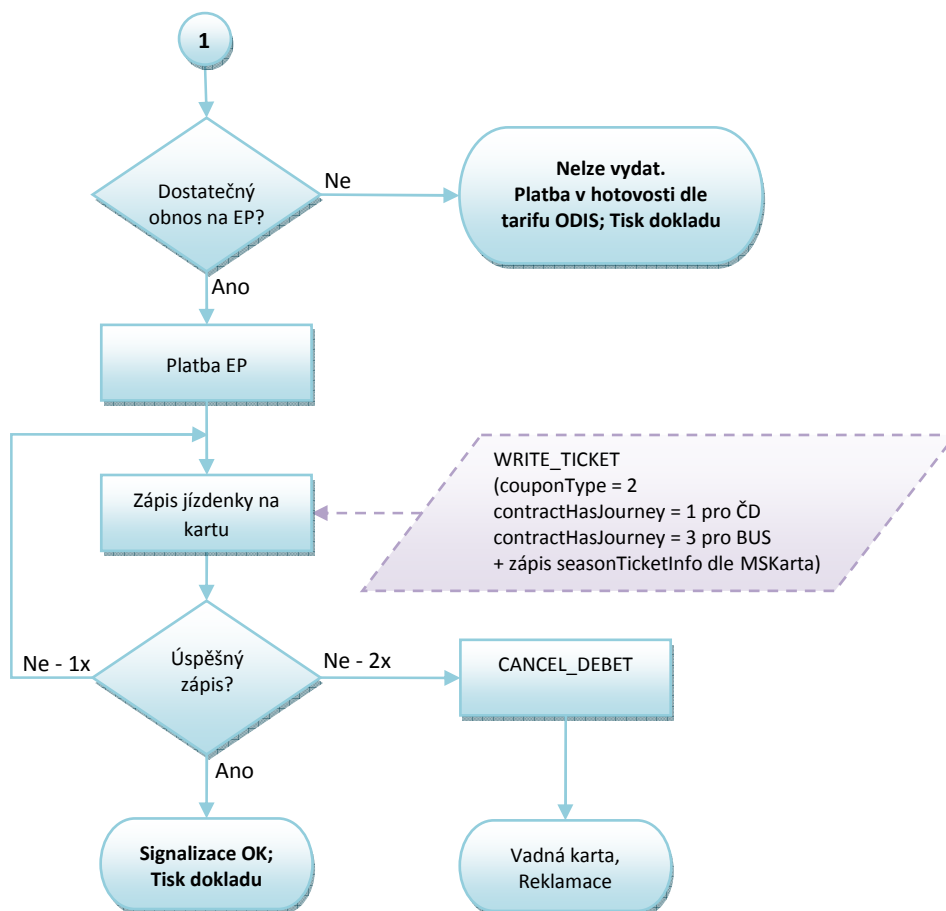 1
Dostatečný
obnos na EP?
Ne
Nelze vydat.
Platba v hotovosti dle
tarifu ODIS; Tisk dokladu
Ano
Platba EP
Zápis jízdenky na
kartu
WRITE_TICKET
(couponType = 2
contractHasJourney = 1 pro ČD
contractHasJourney = 3 pro BUS
+ zápis seasonTicketInfo dle MSKarta)
Ne - 1x
Úspěšný
zápis?
Ne - 2x
CANCEL_DEBET
Ano
Signalizace OK;
Tisk dokladu
Vadná karta,
Reklamace